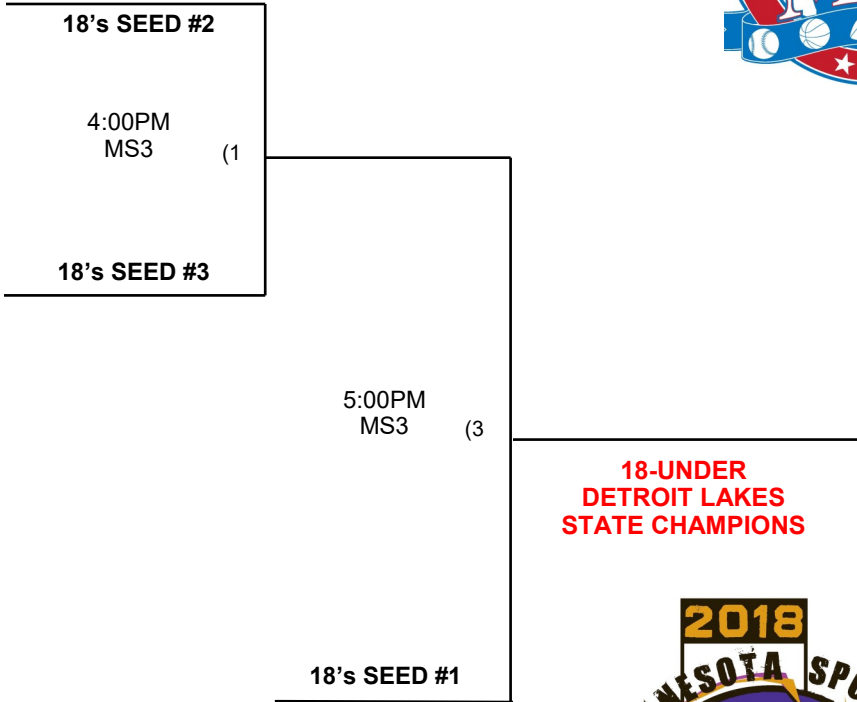 18's SEED #2
4:00PM
MS3 (1
18's SEED #3
5:00PM
MS3 (3
18-UNDER
DETROIT LAKES
STATE CHAMPIONS
2018
18's SEED #1